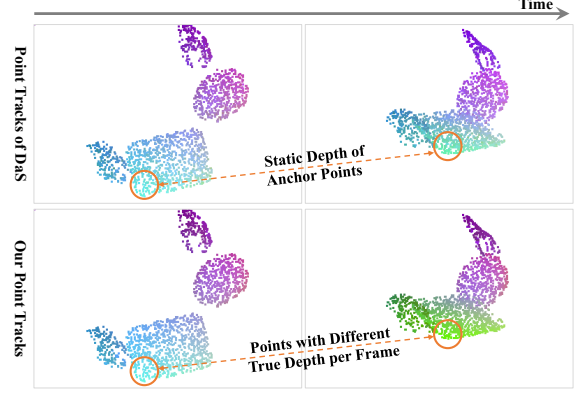 Time
Point Tracks of DaS
Static Depth of
Anchor Points
Our Point Tracks
Points with Different
True Depth per Frame